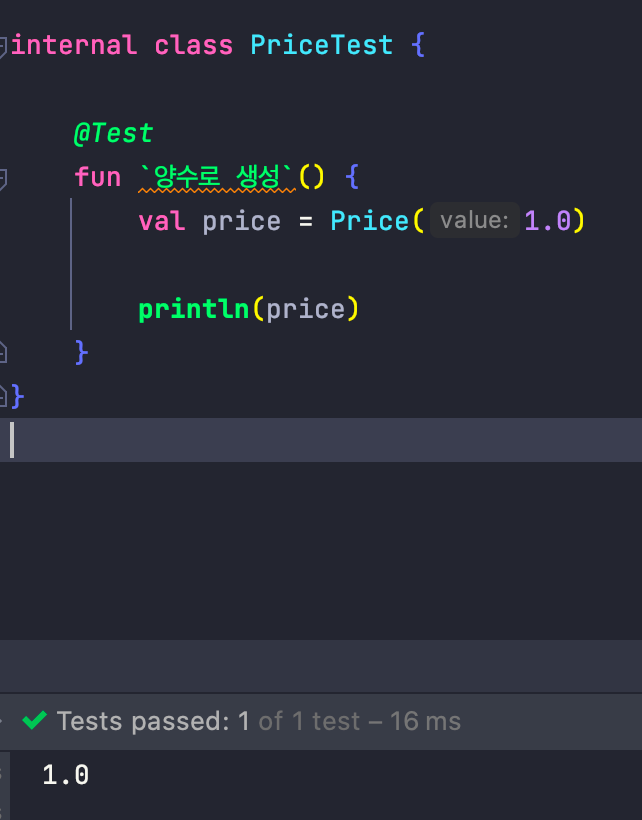 internal class PriceTest {
@Test
fun `양수로 생성`() {
val price = Price( value: 1.0)
println(price)
}
}
Tests passed: 1 of 1 test – 16 ms
1.0